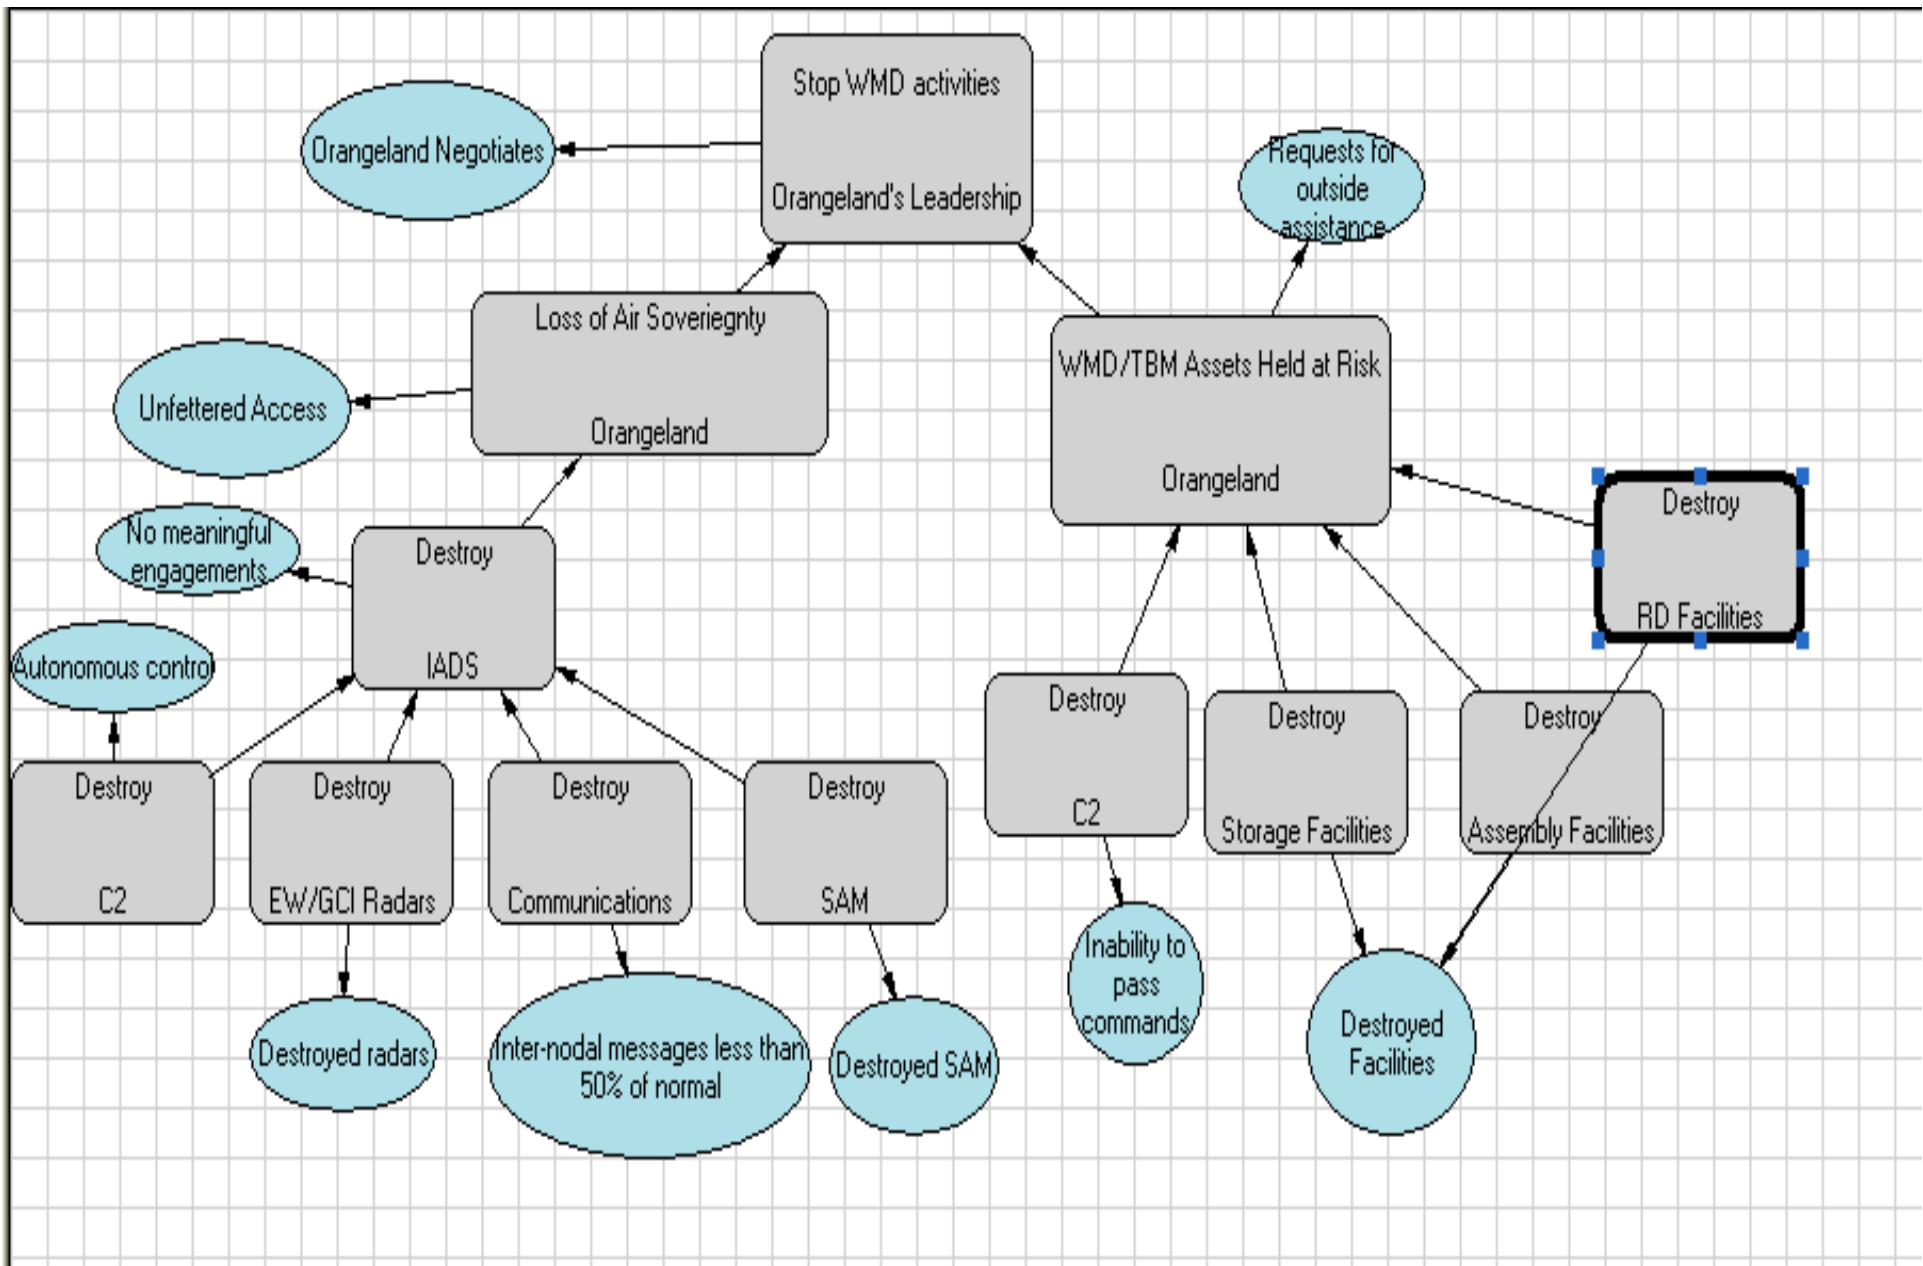 Stop WMD activities
Orangeland's Leadership
Orangeland Negotiates
Requests for
outside
assistance
Loss of Air Soveriegnty
Orangeland
Unfettered Access
WMD/TBM Assets Held at Risk
Orangeland
No meaningful
engagements
Destroy
IADS
Destroy
RD Facilities
Autonomous control
Destroy
C2
Destroy
EW/GCI Radars
Destroy
Communications
Destroy
SAM
Destroy
C2
Destroy
Storage Facilities
Destroy
Assembly Facilities
Destroyed radars
Inter-nodal messages less than
50% of normal
Destroyed SAM
Inability to
pass
commands
Destroyed
Facilities